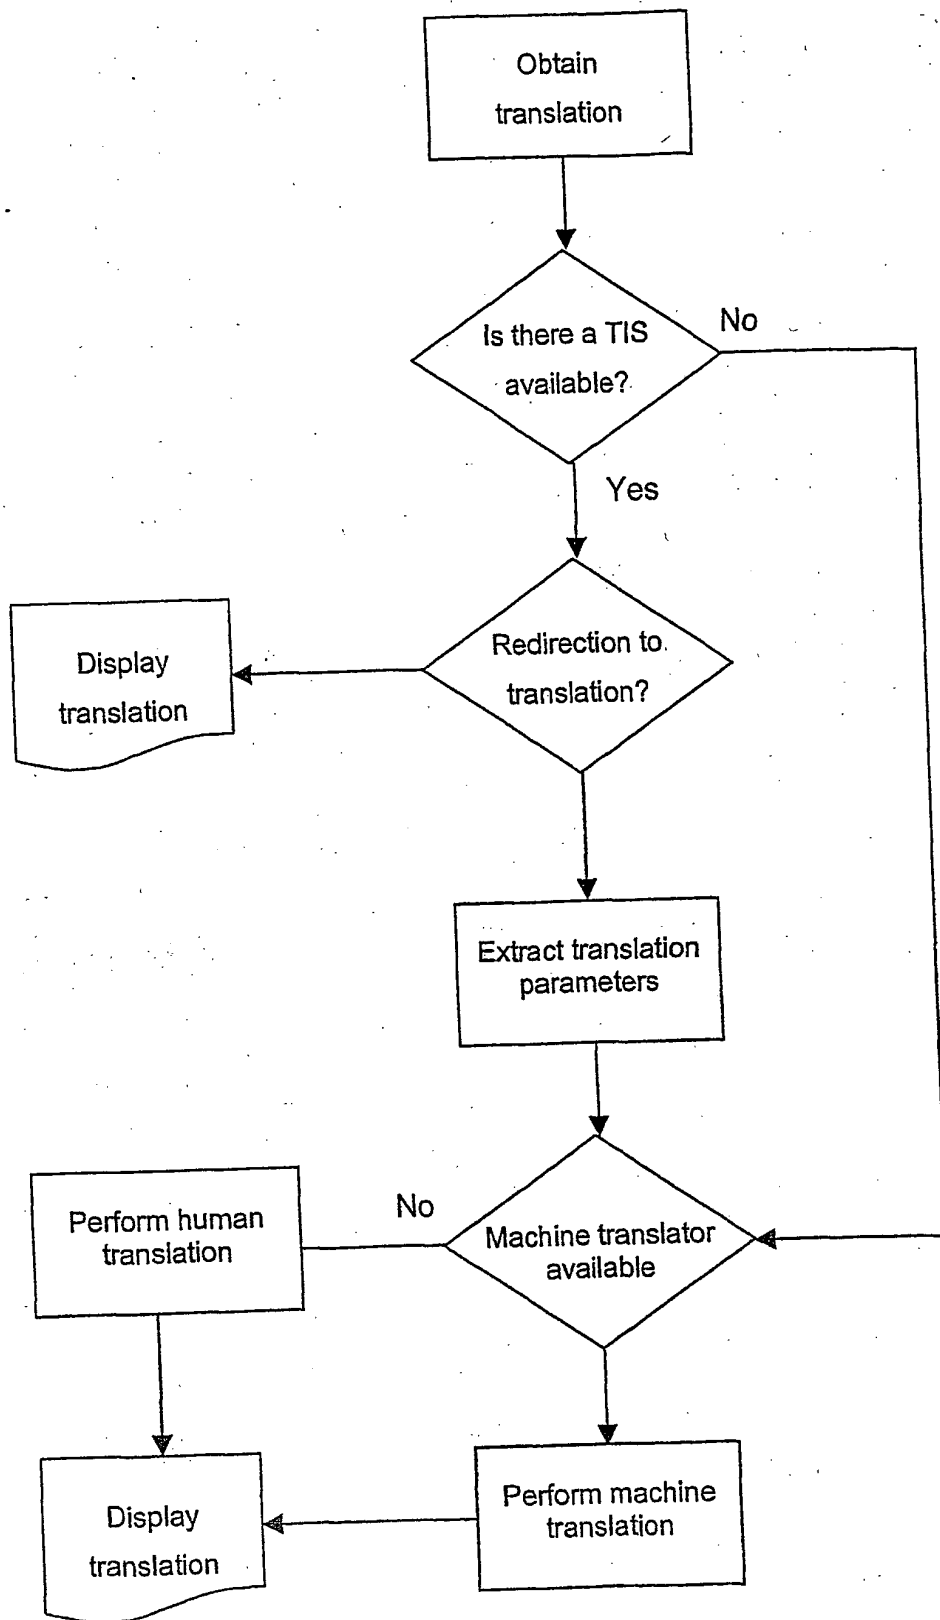 Obtain
translation
Is there a TIS
available?
No
Yes
Redirection to
translation?
Display
translation
Extract translation
parameters
Machine translator
available
No
Perform human
translation
Perform machine
translation
Display
translation